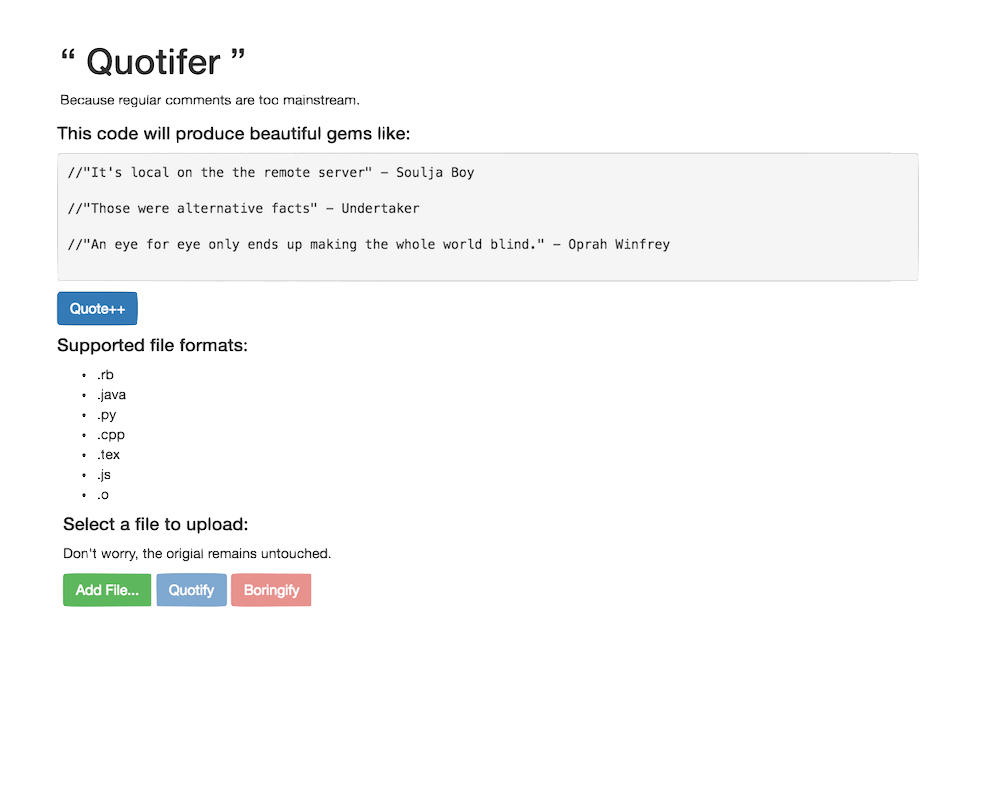 “ Quotifer ”
Because regular comments are too mainstream.
This code will produce beautiful gems like:
//"It's local on the the remote server" – Soulja Boy
//"Those were alternative facts" – Undertaker
//"An eye for eye only ends up making the whole world blind." – Oprah Winfrey
Quote++
Supported file formats:
• .rb
• .java
• .py
• .cpp
• .tex
• .js
• .o
Select a file to upload:
Don't worry, the origial remains untouched.
Add File... Quotify Boringify